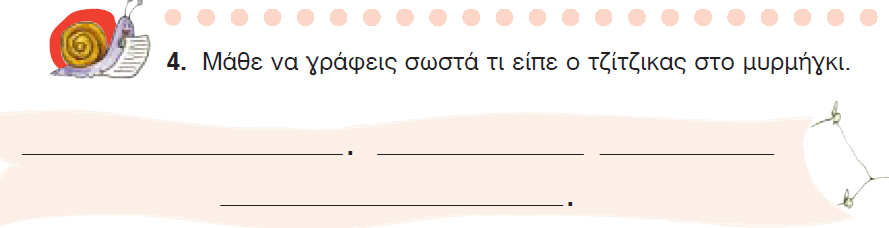 4. Μάθε να γράφεις σωστά τι είπε ο τζίτζικας στο μυρμήγκι.